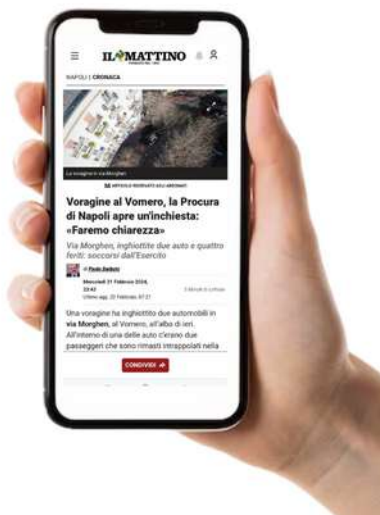 IL MATTINO
NAPOLI | CRONACA
La voragine in via Morghen
ARTICOLO RISERVATO AGLI ABBONATI
Voragine al Vomero, la Procura
di Napoli apre un'inchiesta:
«Faremo chiarezza»
Via Morghen, inghiottite due auto e quattro
feriti: soccorsi dall'Esercito
di Paolo Barbuto
Mercoledì 21 Febbraio 2024,
23:42
Ultimo agg. 22 Febbraio, 07:21
3 Minuti di Lettura
Una voragine ha inghiottito due automobili in
via Morghen, al Vomero, all'alba di ieri.
All'interno di una delle auto c'erano due
passeggeri che sono rimasti intrappolati nella
CONDIVIDI